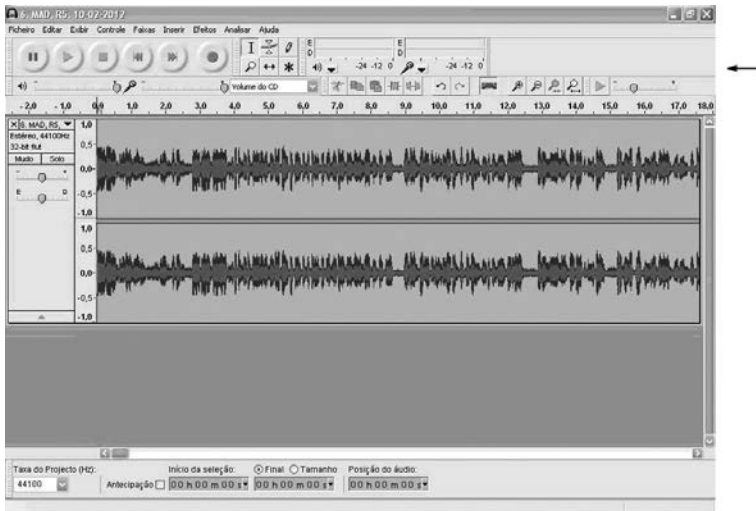 6. MAD, RS, 10-02-2012
Ficheiro Editar Exibir Controle Faixas Inserir Efeitos Analisar Ajuda
E
D
-24 -12 0
E
D
-24 -12 0
Volume do CD
- 2,0 - 1,0 0,0 1,0 2,0 3,0 4,0 5,0 6,0 7,0 8,0 9,0 10,0 11,0 12,0 13,0 14,0 15,0 16,0 17,0 18,0
6. MAD, RS,
Estéreo, 44100Hz
32-bit flut
Mudo Solo
- +
E D
1,0
0,5
0,0
-0,5
-1,0
1,0
0,5
0,0
-0,5
-1,0
Taxa do Projecto (Hz): Início da seleção: Final Tamanho Posição do áudio:
44100 Antecipação 00 h 00 m 00 s 00 h 00 m 00 s 00 h 00 m 00 s